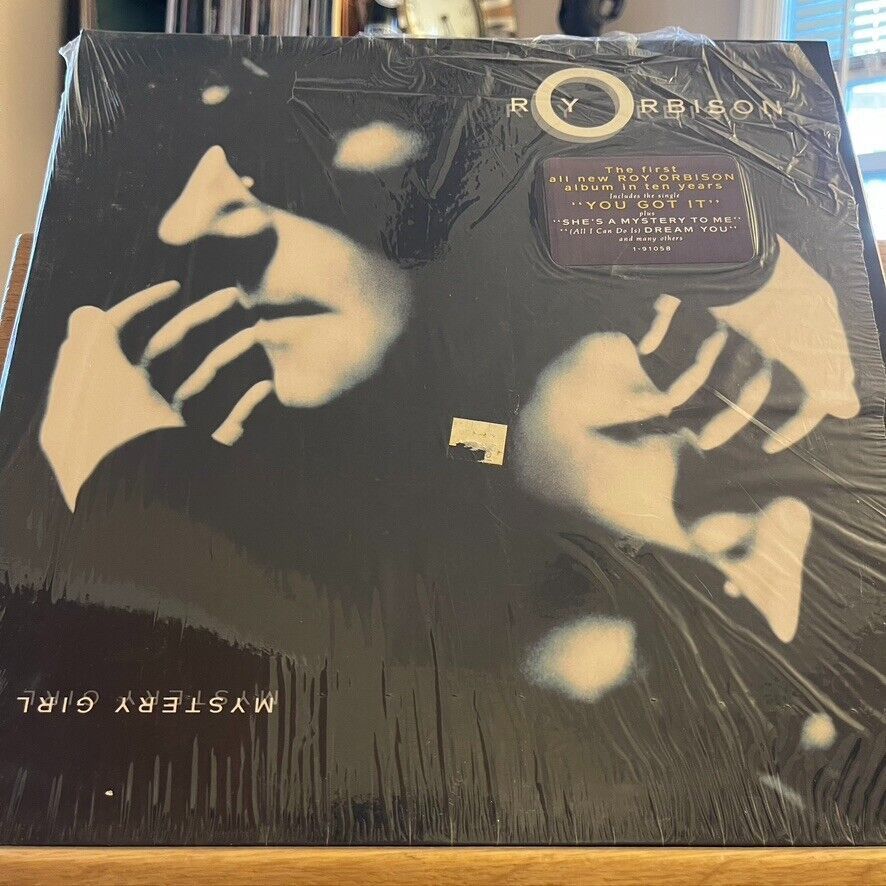 ROY ORBISON
The first
all new ROY ORBISON
album in ten years
Includes the single
"YOU GOT IT"
plus
"SHE'S A MYSTERY TO ME"
"(All I Can Do Is) DREAM YOU"
and many others
1-91058
MYSTERY GIRL